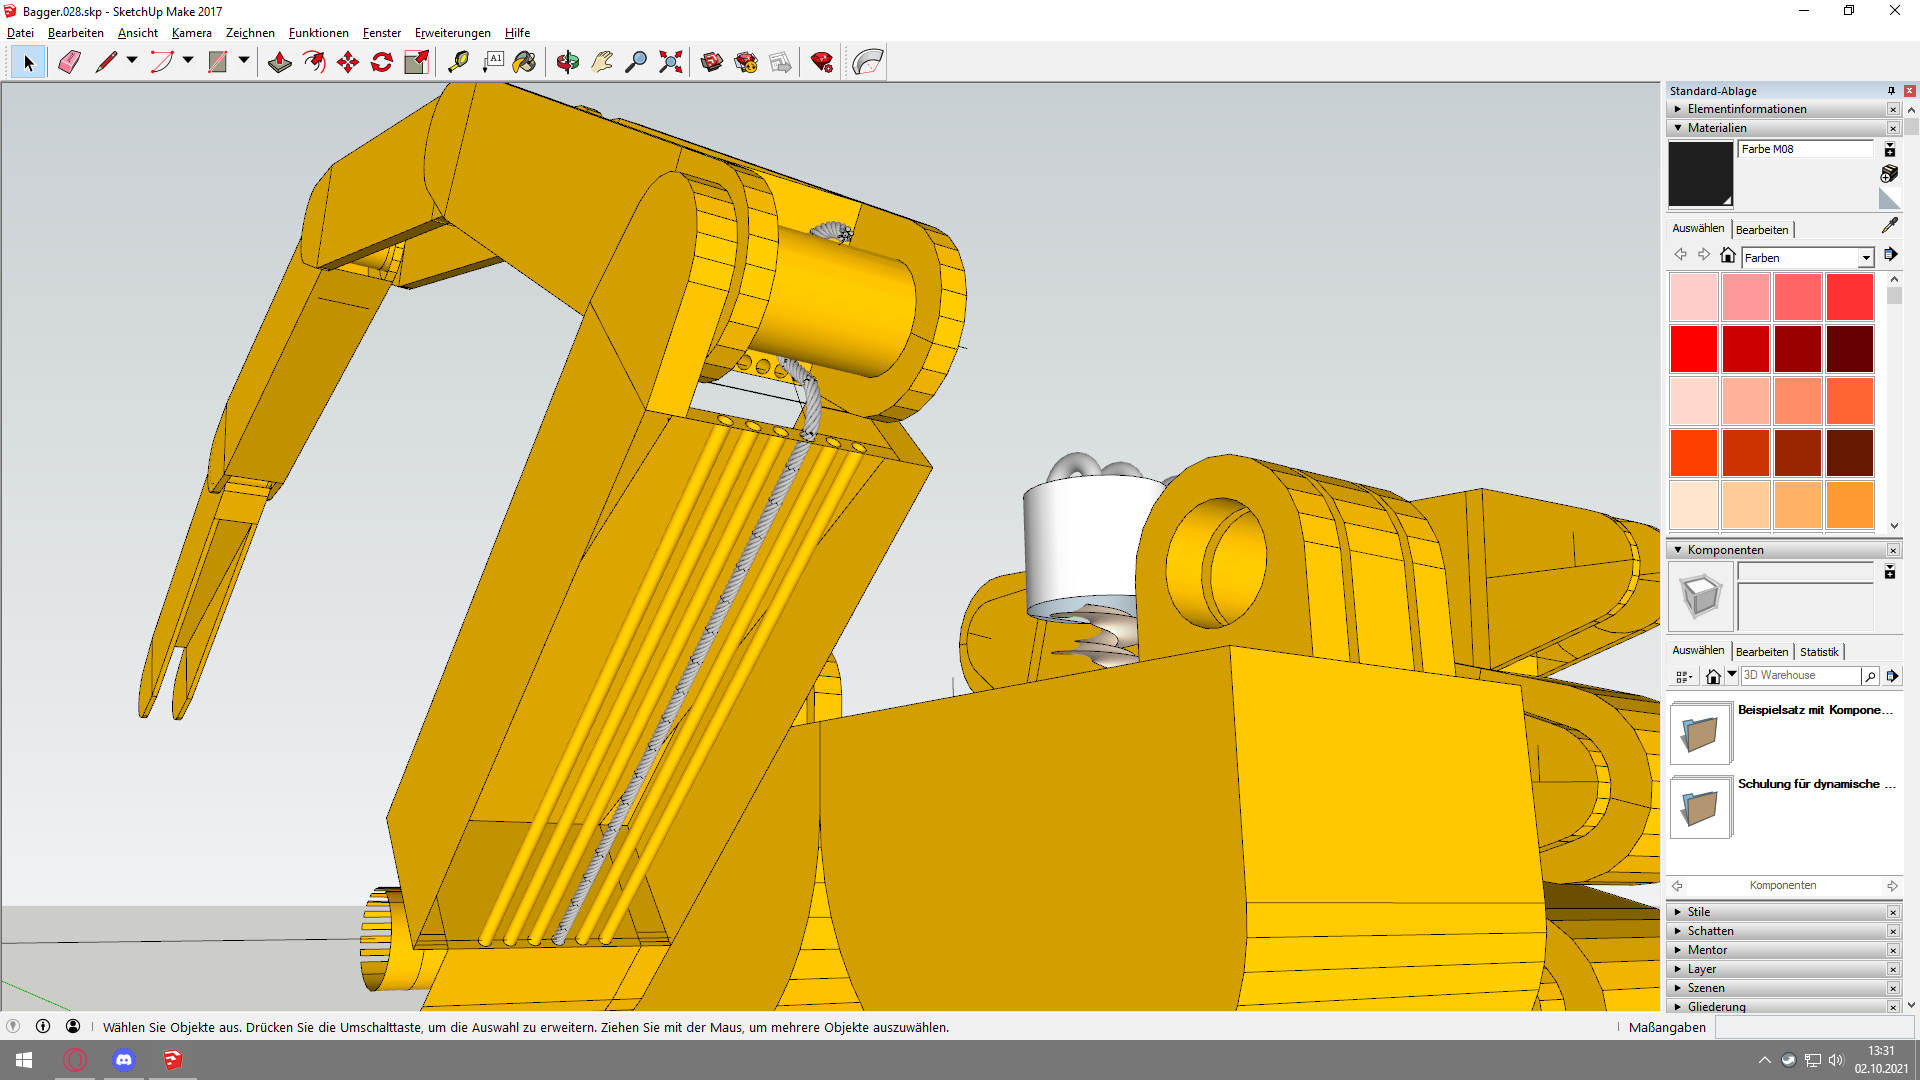 Bagger.028.skp - SketchUp Make 2017
Datei Bearbeiten Ansicht Kamera Zeichnen Funktionen Fenster Erweiterungen Hilfe
A1
Standard-Ablage
Elementinformationen
Materialien
Farbe M08
Auswählen Bearbeiten
Farben
Komponenten
Auswählen Bearbeiten Statistik
3D Warehouse
Beispielsatz mit Kompone...
Schulung für dynamische ...
Komponenten
Stile
Schatten
Mentor
Layer
Szenen
Gliederung
Wählen Sie Objekte aus. Drücken Sie die Umschalttaste, um die Auswahl zu erweitern. Ziehen Sie mit der Maus, um mehrere Objekte auszuwählen.
Maßangaben
13:31
02.10.2021